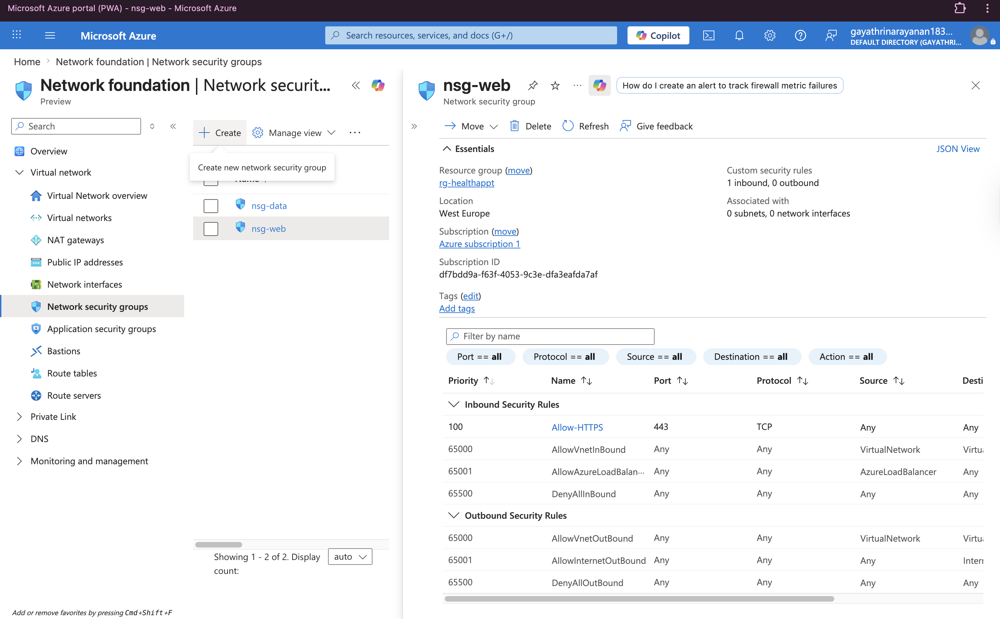 Microsoft Azure portal (PWA) - nsg-web - Microsoft Azure
Microsoft Azure
Search resources, services, and docs (G+/)
Copilot
gayathrinarayanan183...
DEFAULT DIRECTORY (GAYATHRI...
Home > Network foundation | Network security groups
Network foundation | Network securit...
Preview
Search
Overview
Virtual network
Virtual Network overview
Virtual networks
NAT gateways
Public IP addresses
Network interfaces
Network security groups
Application security groups
Bastions
Route tables
Route servers
Private Link
DNS
Monitoring and management
Add or remove favorites by pressing Cmd+Shift+F
Create
Manage view
Create new network security group
Name ↑
nsg-data
nsg-web
Showing 1 - 2 of 2. Display
count:
auto
nsg-web
Network security group
How do I create an alert to track firewall metric failures
Move
Delete
Refresh
Give feedback
Essentials
JSON View
Resource group (move)
rg-healthappt
Location
West Europe
Subscription (move)
Azure subscription 1
Subscription ID
df7bdd9a-f63f-4053-9c3e-dfa3eafda7af
Tags (edit)
Add tags
Custom security rules
1 inbound, 0 outbound
Associated with
0 subnets, 0 network interfaces
Filter by name
Port == all Protocol == all Source == all Destination == all Action == all
Priority ↑↓ Name ↑↓ Port ↑↓ Protocol ↑↓ Source ↑↓ Desti
Inbound Security Rules
100 Allow-HTTPS 443 TCP Any Any
65000 AllowVnetInBound Any Any VirtualNetwork Virtu
65001 AllowAzureLoadBalan... Any Any AzureLoadBalancer Any
65500 DenyAllInBound Any Any Any Any
Outbound Security Rules
65000 AllowVnetOutBound Any Any VirtualNetwork Virtu
65001 AllowInternetOutBound Any Any Any Inter
65500 DenyAllOutBound Any Any Any Any